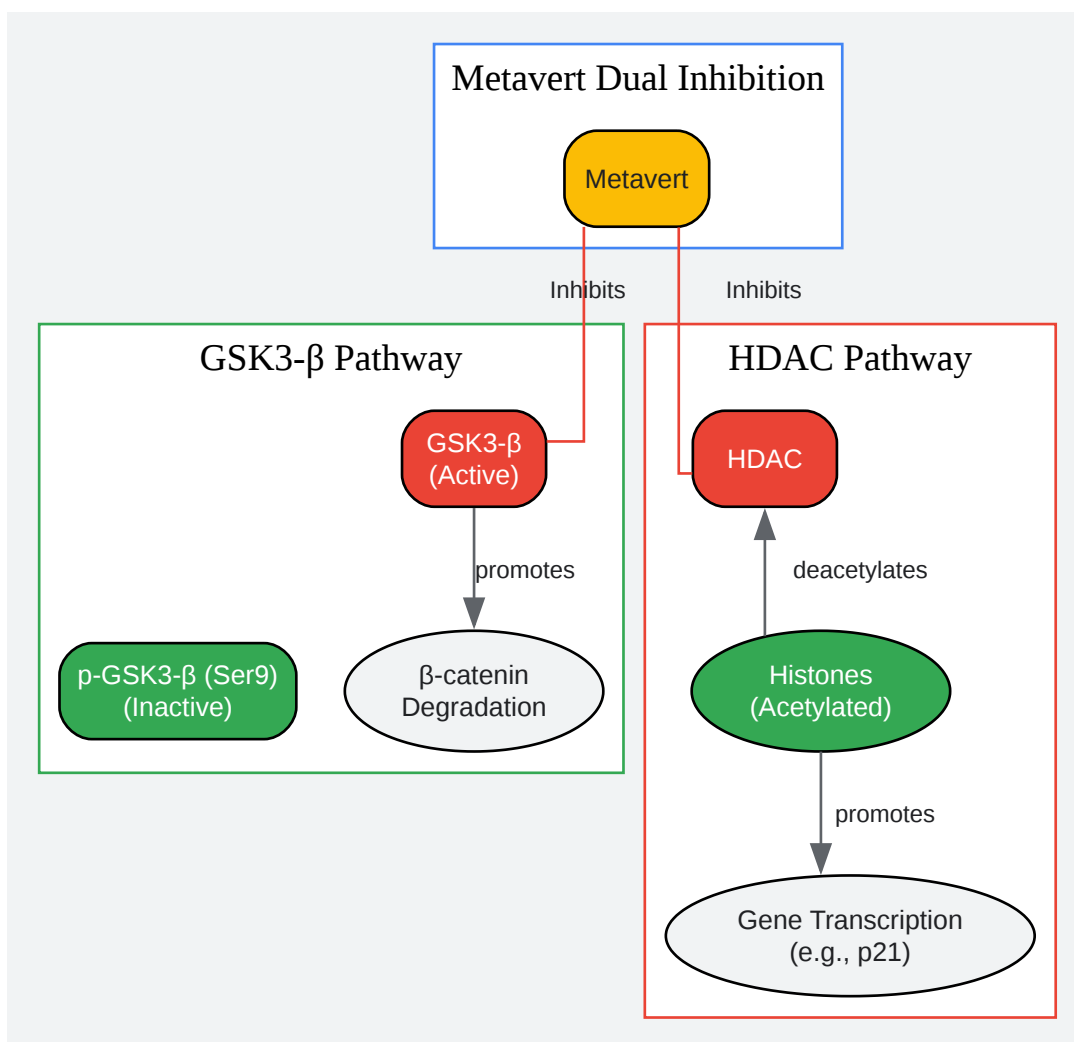 Metavert Dual Inhibition
Metavert
Inhibits
Inhibits
GSK3-β Pathway
GSK3-β
(Active)
promotes
β-catenin
Degradation
p-GSK3-β (Ser9)
(Inactive)
HDAC Pathway
HDAC
deacetylates
Histones
(Acetylated)
promotes
Gene Transcription
(e.g., p21)